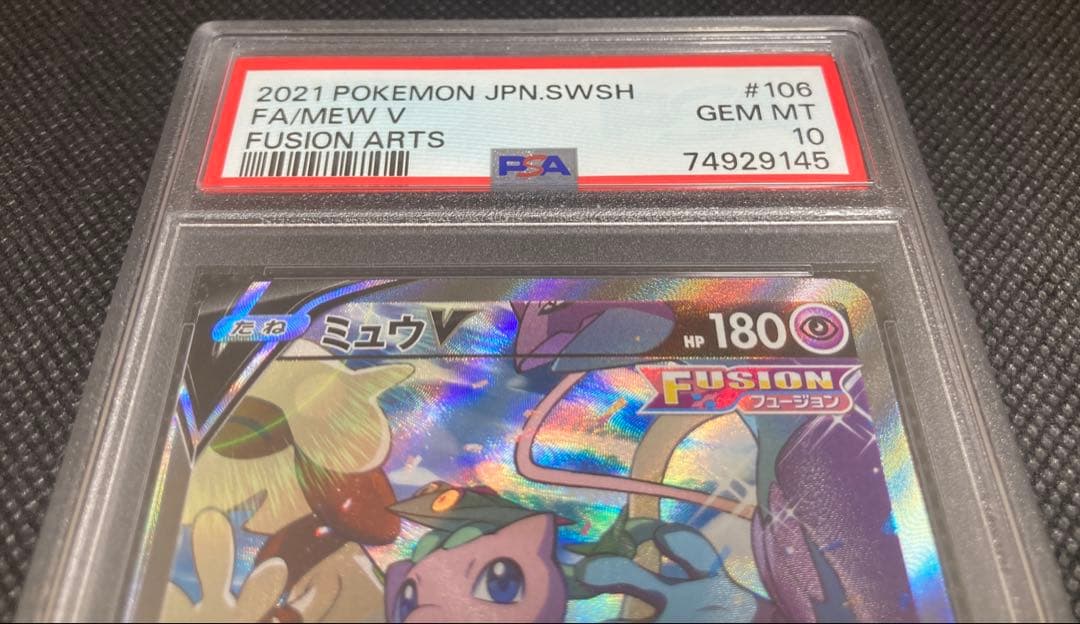 2021 POKEMON JPN.SWSH #106
FA/MEW V GEM MT
FUSION ARTS 10
PSA 74929145
たね ミュウV HP 180
FUSION
フュージョン